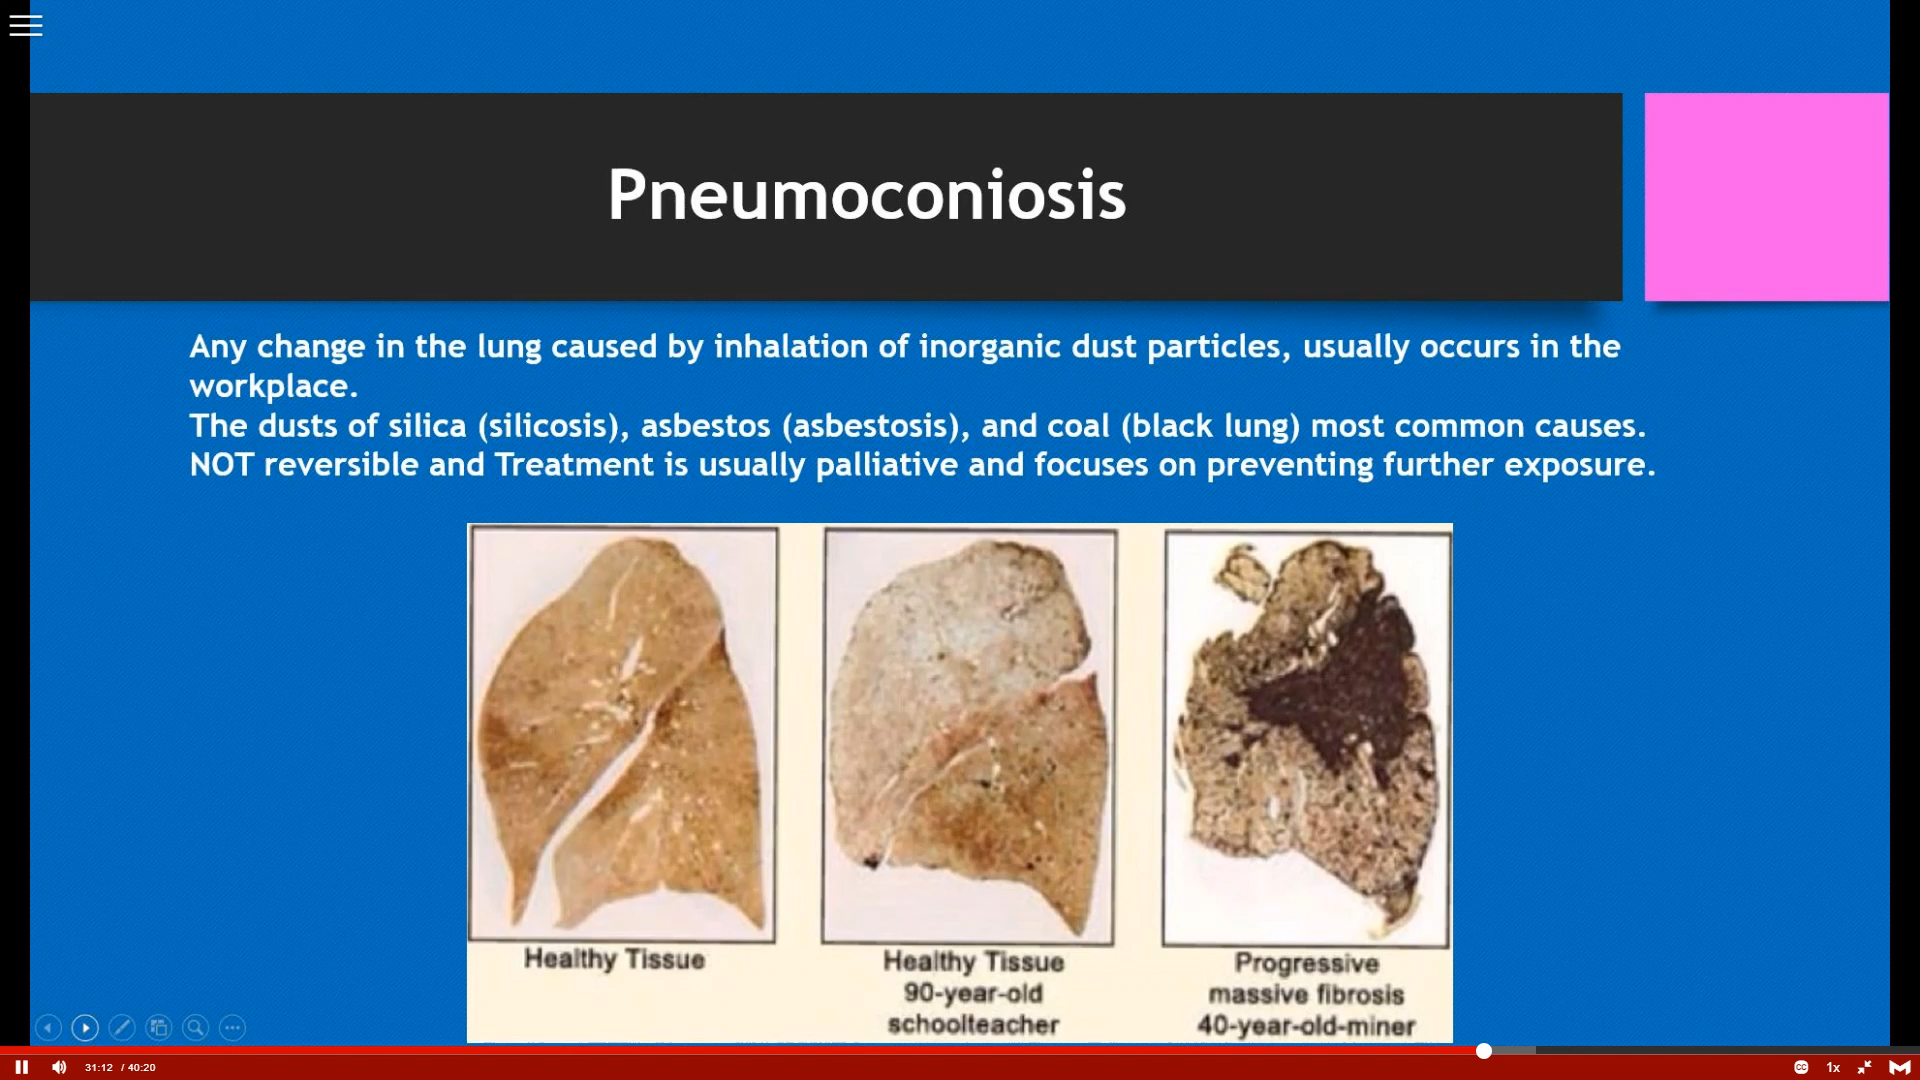 Pneumoconiosis
Any change in the lung caused by inhalation of inorganic dust particles, usually occurs in the
workplace.
The dusts of silica (silicosis), asbestos (asbestosis), and coal (black lung) most common causes.
NOT reversible and Treatment is usually palliative and focuses on preventing further exposure.
Healthy Tissue
Healthy Tissue
90-year-old
schoolteacher
Progressive
massive fibrosis
40-year-old-miner
31:12 / 40:20
CC
1x